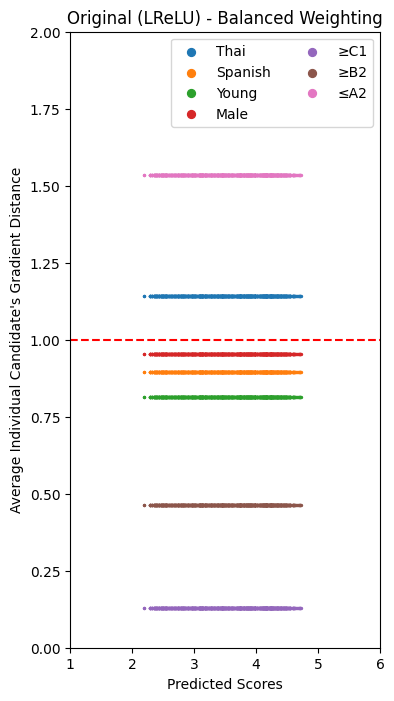 Original (LReLU) - Balanced Weighting
Thai
Spanish
Young
Male
≥C1
≥B2
≤A2
Average Individual Candidate's Gradient Distance
2.00
1.75
1.50
1.25
1.00
0.75
0.50
0.25
0.00
1 2 3 4 5 6
Predicted Scores